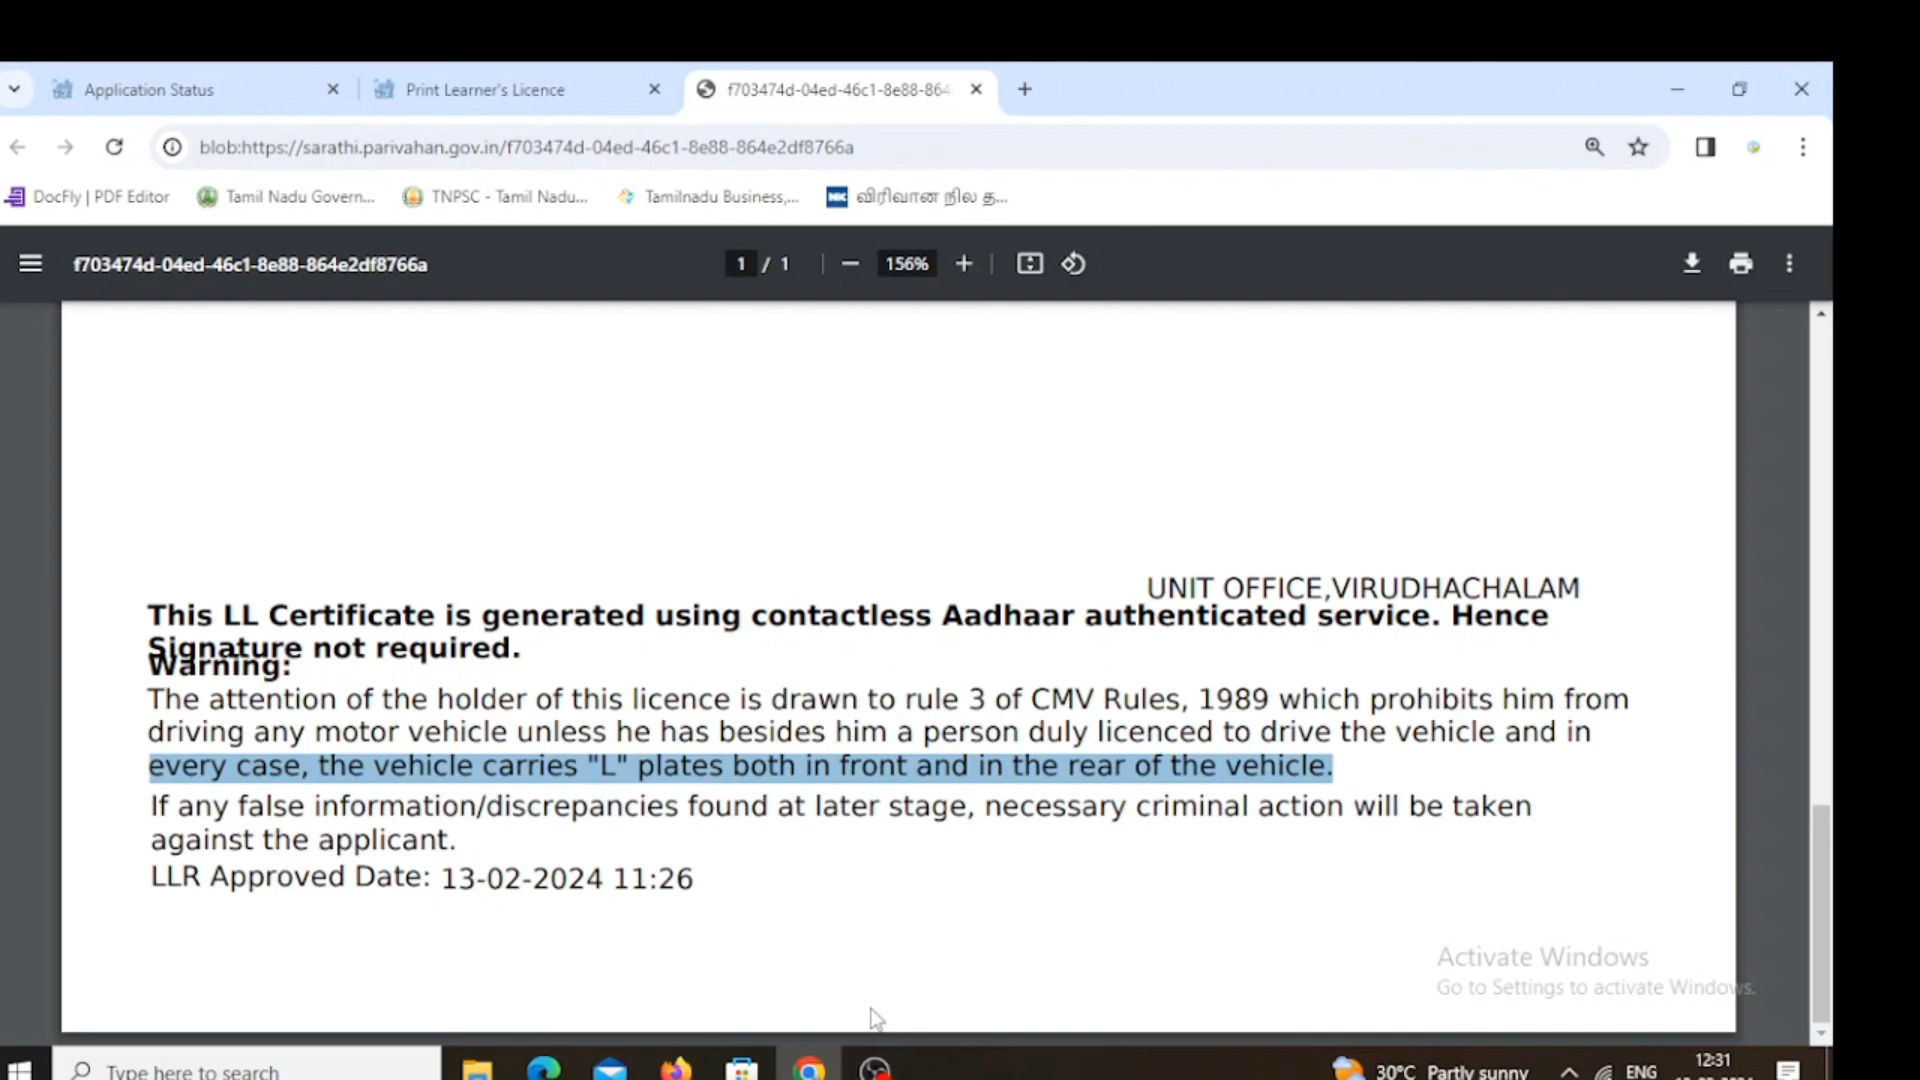 Application Status
Print Learner's Licence
f703474d-04ed-46c1-8e88-864
blob:https://sarathi.parivahan.gov.in/f703474d-04ed-46c1-8e88-864e2df8766a
DocFly | PDF Editor
Tamil Nadu Govern...
TNPSC - Tamil Nadu...
Tamilnadu Business,...
விரிவான நில த...
f703474d-04ed-46c1-8e88-864e2df8766a
1 / 1
156%
UNIT OFFICE,VIRUDHACHALAM
This LL Certificate is generated using contactless Aadhaar authenticated service. Hence
Signature not required.
Warning:
The attention of the holder of this licence is drawn to rule 3 of CMV Rules, 1989 which prohibits him from
driving any motor vehicle unless he has besides him a person duly licenced to drive the vehicle and in
every case, the vehicle carries "L" plates both in front and in the rear of the vehicle.
If any false information/discrepancies found at later stage, necessary criminal action will be taken
against the applicant.
LLR Approved Date: 13-02-2024 11:26
Activate Windows
Go to Settings to activate Windows.
Type here to search
30°C Partly sunny
ENG
12:31